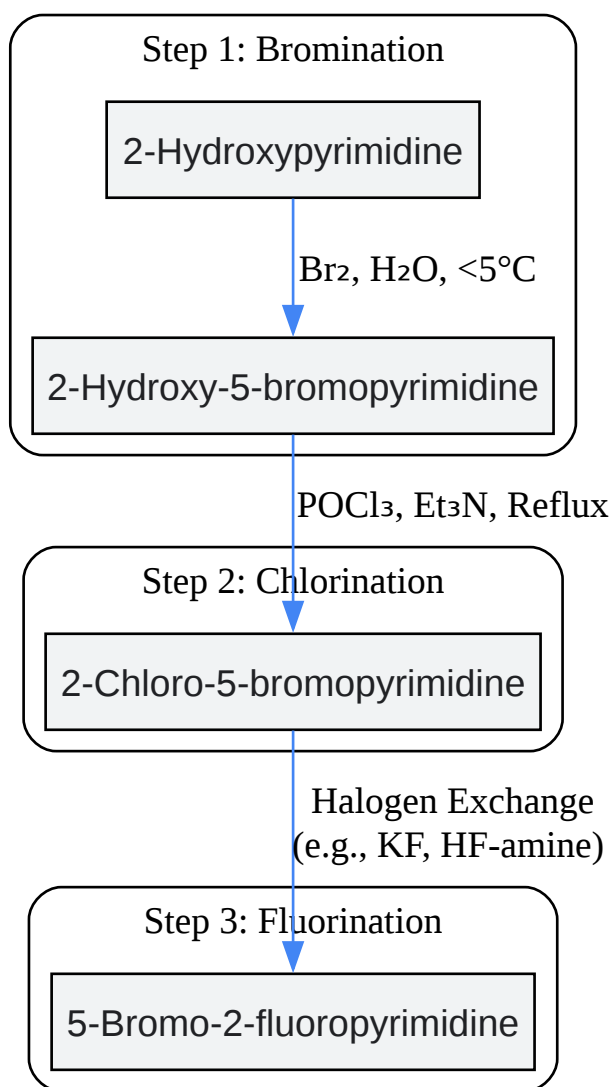 Step 1: Bromination
2-Hydroxypyrimidine
Br₂, H₂O, <5°C
2-Hydroxy-5-bromopyrimidine
POCl₃, Et₃N, Reflux
Step 2: Chlorination
2-Chloro-5-bromopyrimidine
Halogen Exchange
(e.g., KF, HF-amine)
Step 3: Fluorination
5-Bromo-2-fluoropyrimidine